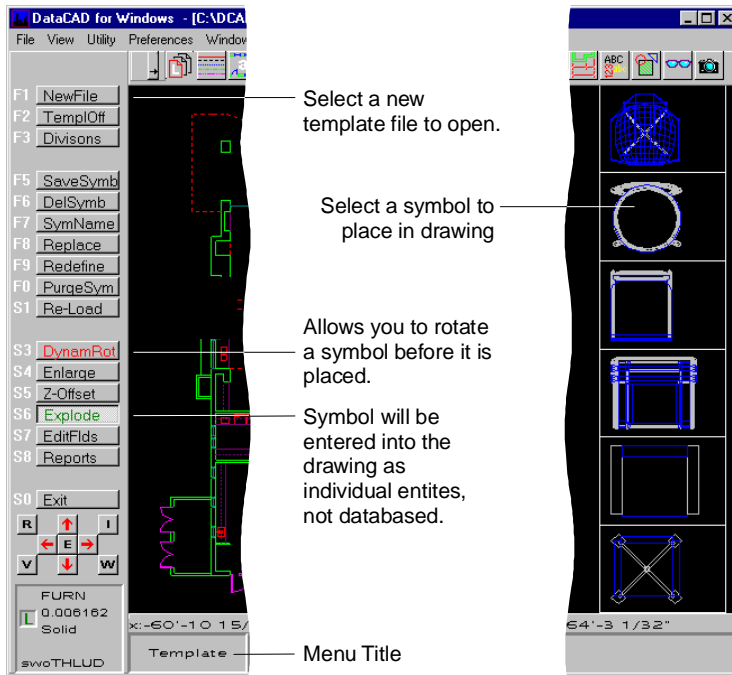 DataCAD for Windows - [C:\DCA
File View Utility Preferences Window
ABC
123
F1 NewFile
F2 TemplOff
F3 Divisons
F5 SaveSymb
F6 DelSymb
F7 SymName
F8 Replace
F9 Redefine
F0 PurgeSym
S1 Re-Load
S3 DynamRot
S4 Enlarge
S5 Z-Offset
S6 Explode
S7 EditFlds
S8 Reports
S0 Exit
R I
E
V W
FURN
L 0.006162
Solid
swoTHLUD
Select a new
template file to open.
Select a symbol to
place in drawing
Allows you to rotate
a symbol before it is
placed.
Symbol will be
entered into the
drawing as
individual entites,
not databased.
x:-60'-10 15/
64'-3 1/32"
Template
Menu Title